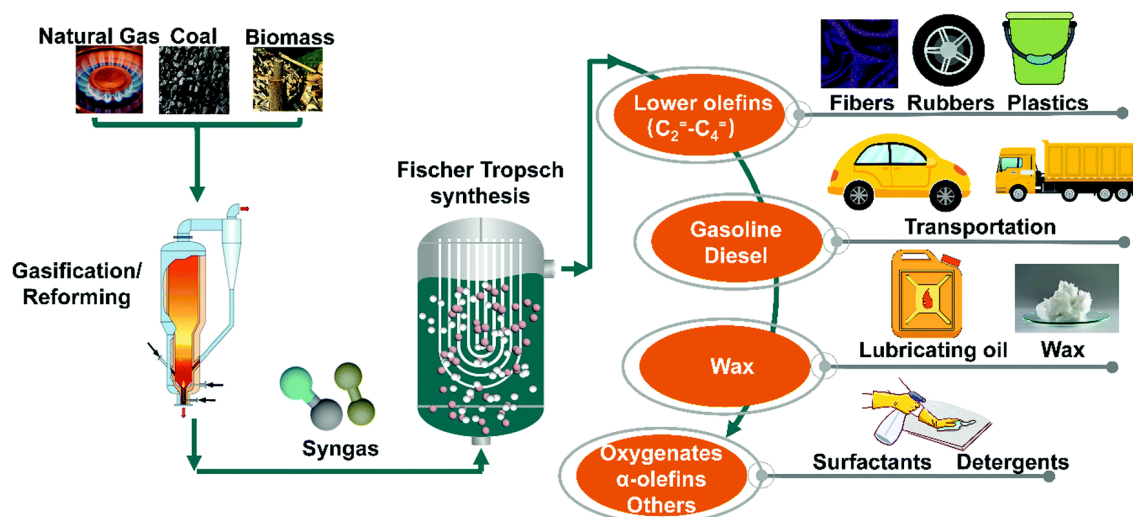 Natural Gas
Coal
Biomass
Gasification/
Reforming
Syngas
Fischer Tropsch
synthesis
Lower olefins
(C₂⁼-C₄⁼)
Fibers
Rubbers
Plastics
Gasoline
Diesel
Transportation
Wax
Lubricating oil
Wax
Oxygenates
α-olefins
Others
Surfactants
Detergents